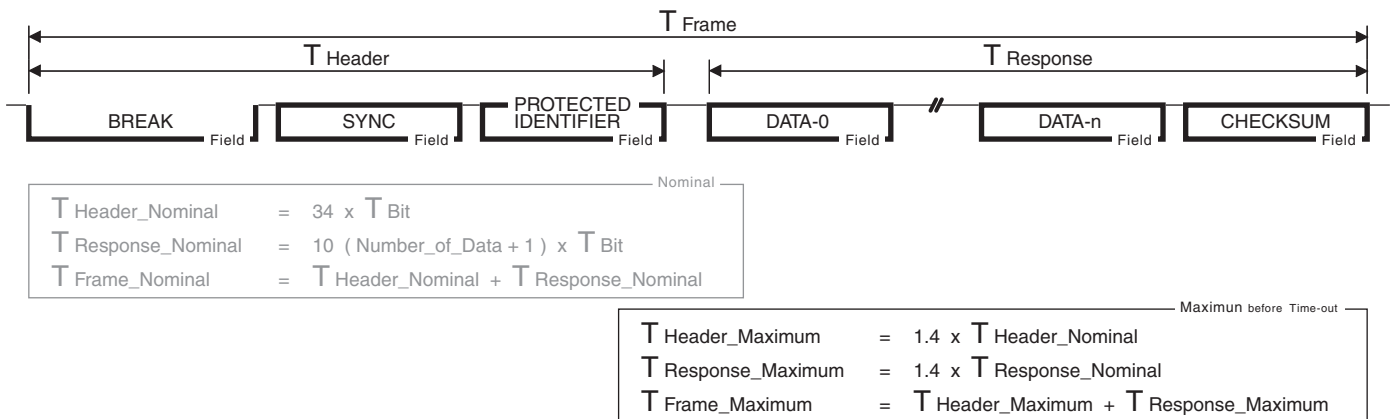 T Frame
T Header T Response
BREAK Field SYNC Field PROTECTED IDENTIFIER Field DATA-0 Field DATA-n Field CHECKSUM Field
Nominal
T Header_Nominal = 34 x T Bit
T Response_Nominal = 10 ( Number_of_Data + 1 ) x T Bit
T Frame_Nominal = T Header_Nominal + T Response_Nominal
Maximun before Time-out
T Header_Maximum = 1.4 x T Header_Nominal
T Response_Maximum = 1.4 x T Response_Nominal
T Frame_Maximum = T Header_Maximum + T Response_Maximum